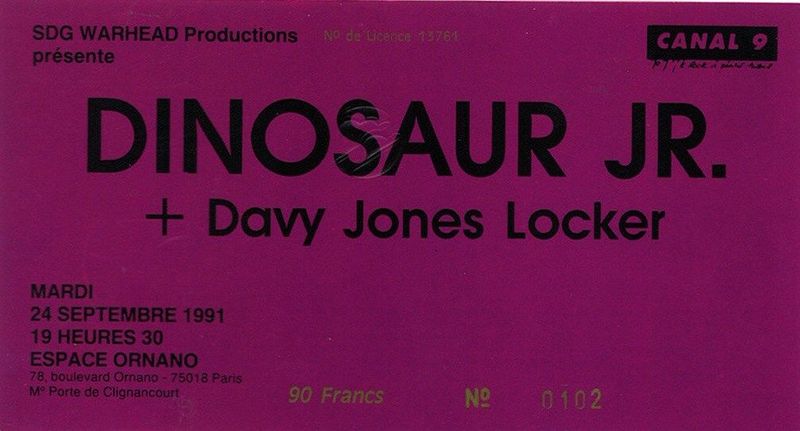 SDG WARHEAD Productions
présente
Nº de Licence 13761
CANAL 9
DINOSAUR JR.
+ Davy Jones Locker
MARDI
24 SEPTEMBRE 1991
19 HEURES 30
ESPACE ORNANO
78, boulevard Ornano - 75018 Paris
Mº Porte de Clignancourt
90 Francs Nº 0102